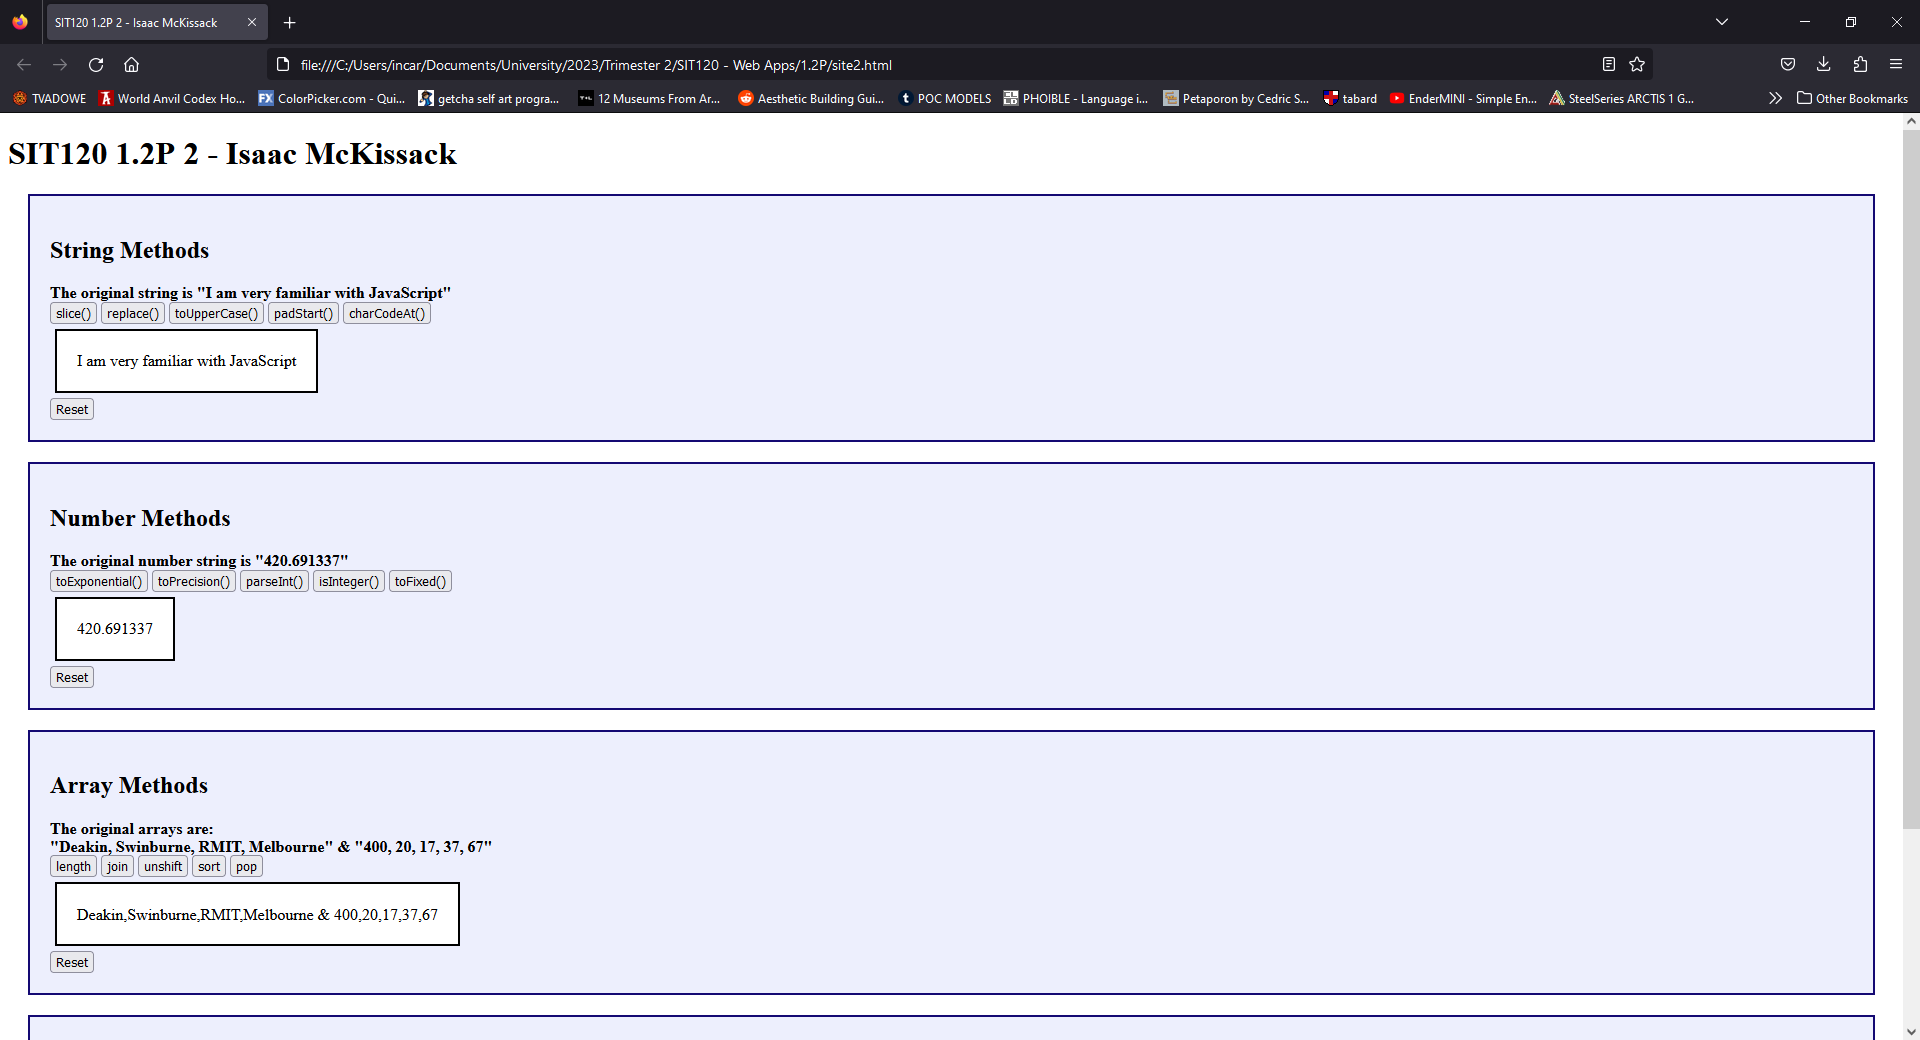 SIT120 1.2P 2 - Isaac McKissack
file:///C:/Users/incar/Documents/University/2023/Trimester 2/SIT120 - Web Apps/1.2P/site2.html
TVADOWE World Anvil Codex Ho... FX ColorPicker.com - Qui... getcha self art progra... 12 Museums From Ar... Aesthetic Building Gui... t POC MODELS PHOIBLE - Language i... Petaporon by Cedric S... tabard EnderMINI - Simple En... SteelSeries ARCTIS 1 G... Other Bookmarks
SIT120 1.2P 2 - Isaac McKissack
String Methods
The original string is "I am very familiar with JavaScript"
slice() replace() toUpperCase() padStart() charCodeAt()
I am very familiar with JavaScript
Reset
Number Methods
The original number string is "420.691337"
toExponential() toPrecision() parseInt() isInteger() toFixed()
420.691337
Reset
Array Methods
The original arrays are:
"Deakin, Swinburne, RMIT, Melbourne" & "400, 20, 17, 37, 67"
length join unshift sort pop
Deakin,Swinburne,RMIT,Melbourne & 400,20,17,37,67
Reset